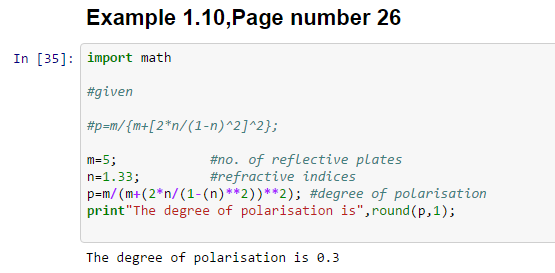 Example 1.10,Page number 26
In [35]: import math
#given
#p=m/{m+[2*n/(1-n)^2]^2};
m=5; #no. of reflective plates
n=1.33; #refractive indices
p=m/(m+(2*n/(1-(n)**2))**2); #degree of polarisation
print"The degree of polarisation is",round(p,1);
The degree of polarisation is 0.3